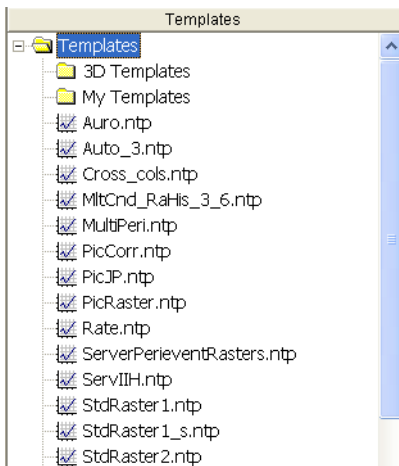 Templates
Templates
3D Templates
My Templates
Auro.ntp
Auto_3.ntp
Cross_cols.ntp
MltCnd_RaHis_3_6.ntp
MultiPeri.ntp
PicCorr.ntp
PicJP.ntp
PicRaster.ntp
Rate.ntp
ServerPerieventRasters.ntp
ServIIH.ntp
StdRaster1.ntp
StdRaster1_s.ntp
StdRaster2.ntp